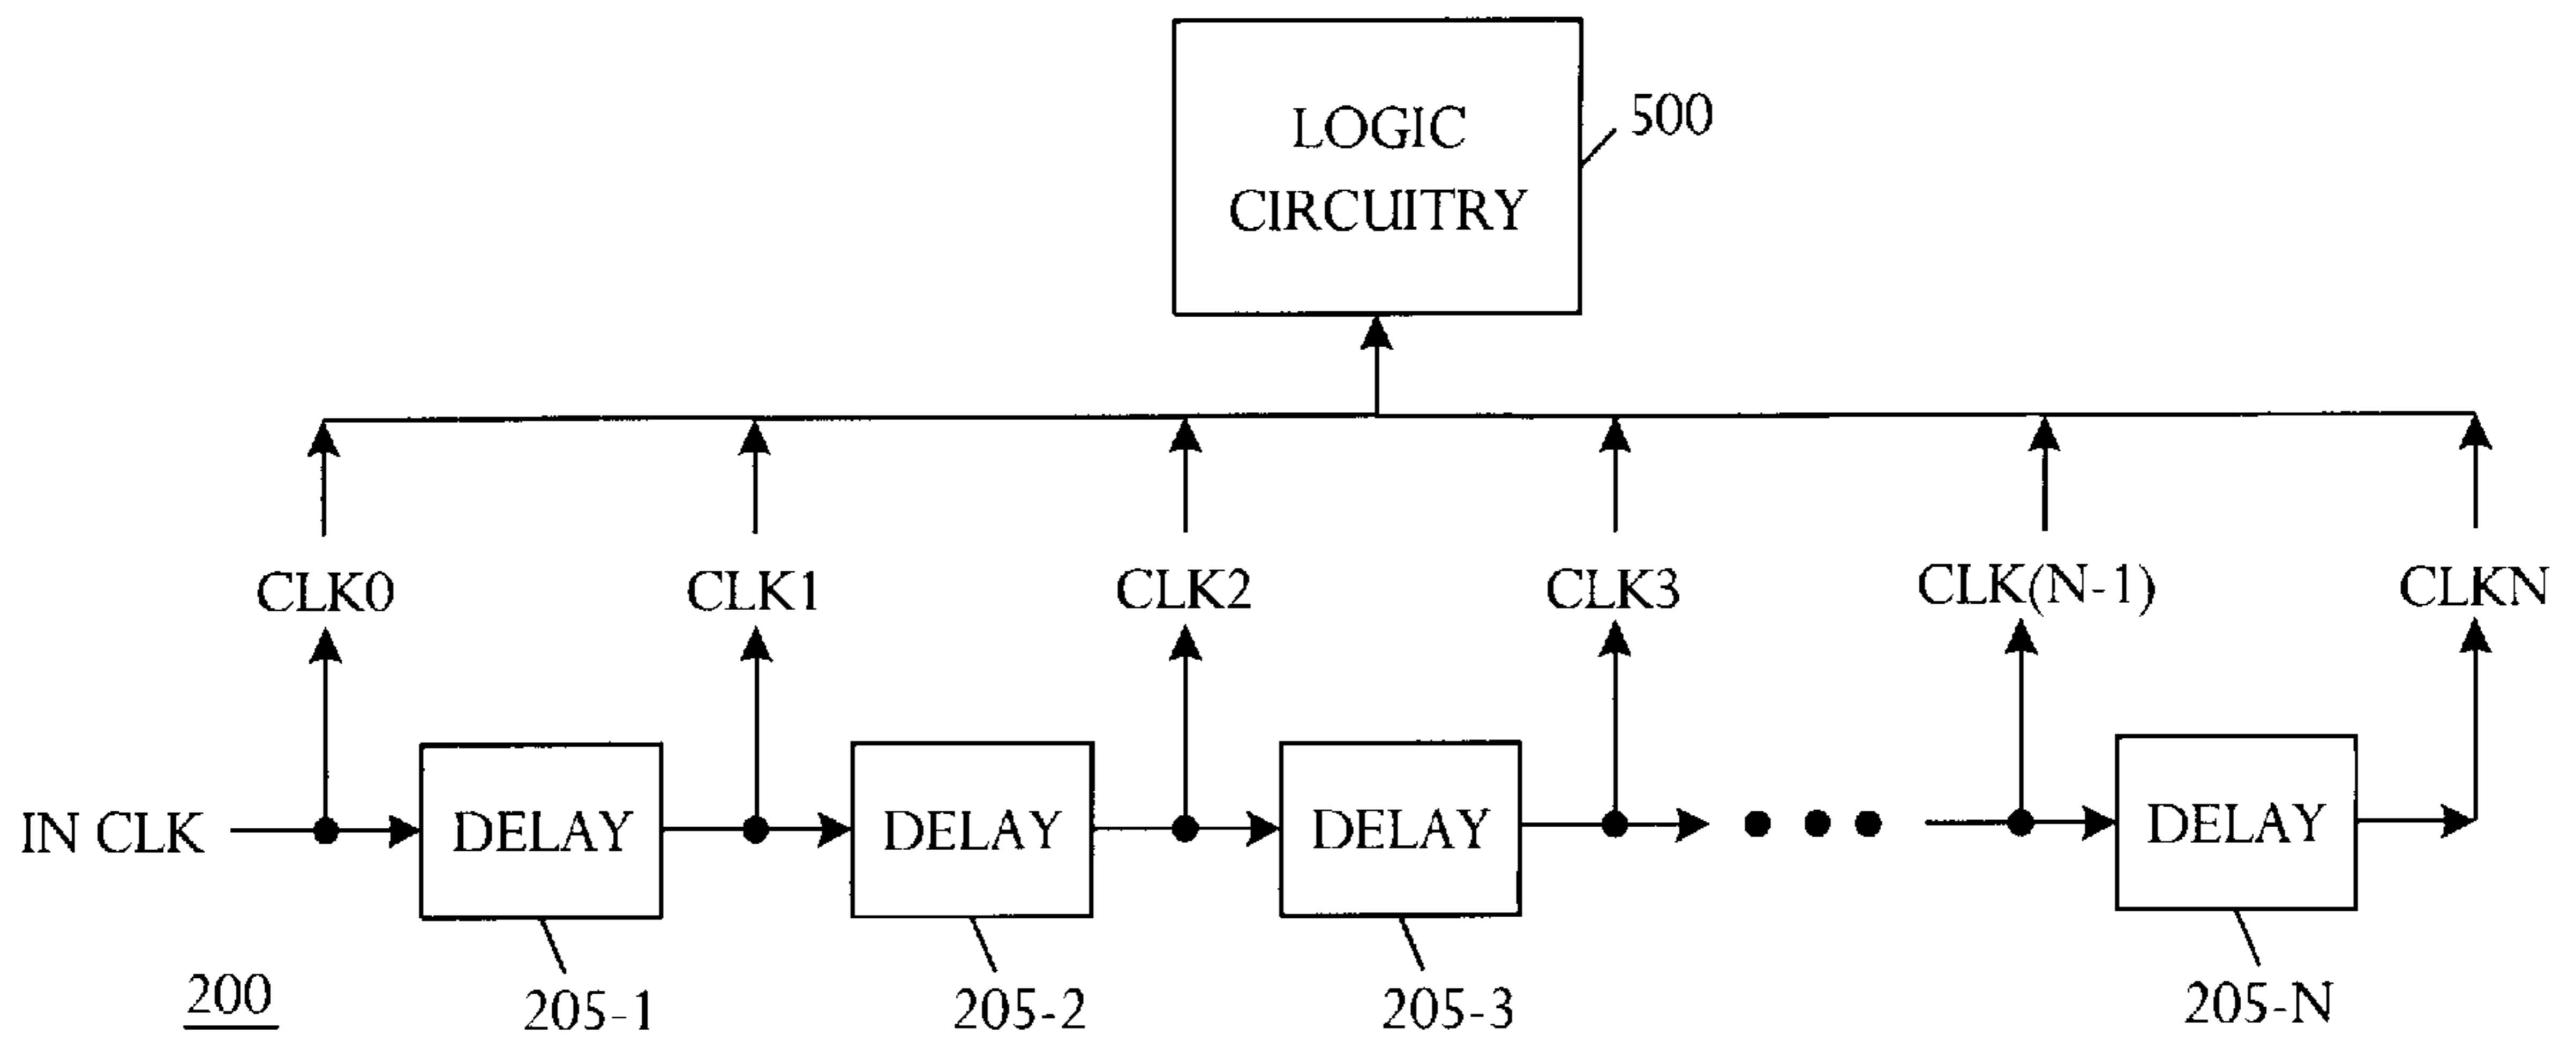 LOGIC
CIRCUITRY
500
CLK0 CLK1 CLK2 CLK3 CLK(N-1) CLKN
IN CLK DELAY DELAY DELAY DELAY
200 205-1 205-2 205-3 205-N